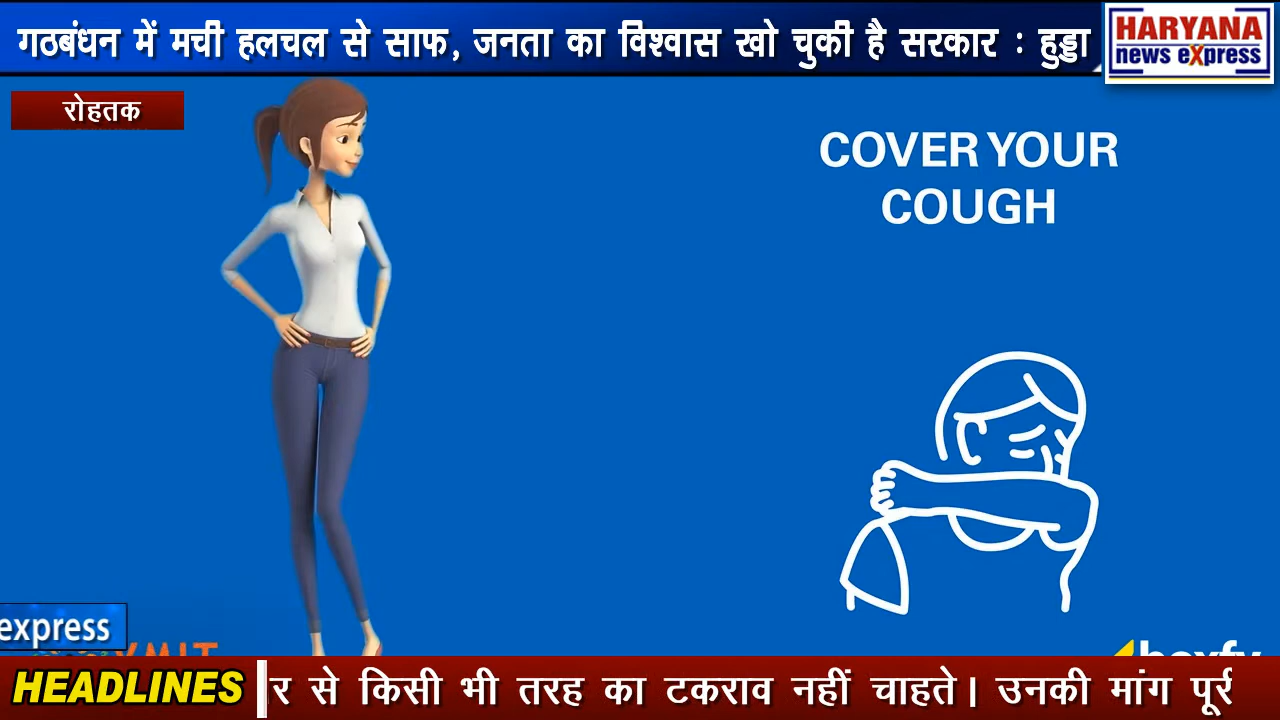 गठबंधन में मची हलचल से साफ, जनता का विश्वास खो चुकी है सरकार : हुड्डा
HARYANA
news express
रोहतक
COVER YOUR
COUGH
express
HEADLINES
र से किसी भी तरह का टकराव नहीं चाहते। उनकी मांग